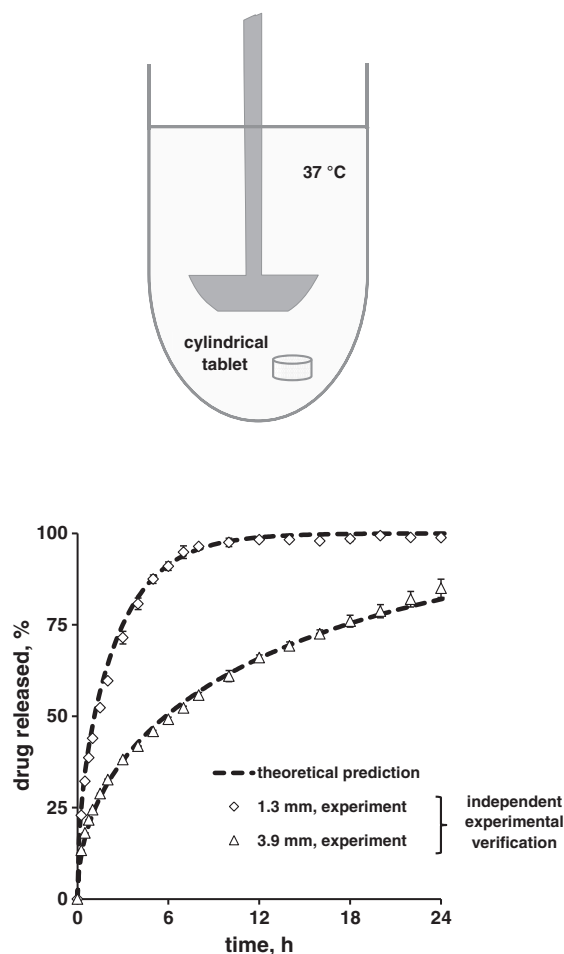 37 °C
cylindrical
tablet
drug released, %
100
75
50
25
0
0 6 12 18 24
time, h
theoretical prediction
1.3 mm, experiment
3.9 mm, experiment
independent
experimental
verification